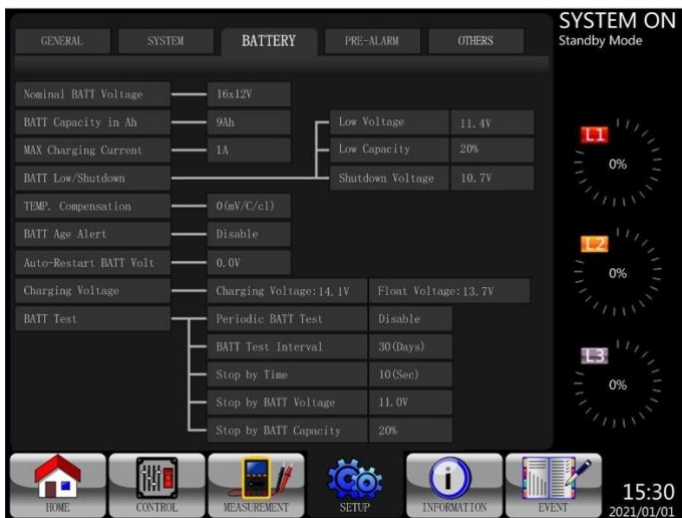 SYSTEM ON
Standby Mode
GENERAL SYSTEM BATTERY PRE-ALARM OTHERS
Nominal BATT Voltage 16x12V
BATT Capacity in Ah 9Ah Low Voltage 11.4V
MAX Charging Current 1A Low Capacity 20%
BATT Low/Shutdown Shutdown Voltage 10.7V
TEMP. Compensation 0(mV/C/cl)
BATT Age Alert Disable
Auto-Restart BATT Volt 0.0V
Charging Voltage Charging Voltage:14.1V Float Voltage:13.7V
BATT Test Periodic BATT Test Disable
BATT Test Interval 30(Days)
Stop by Time 10(Sec)
Stop by BATT Voltage 11.0V
Stop by BATT Capacity 20%
L1
0%
L2
0%
L3
0%
HOME CONTROL MEASUREMENT SETUP INFORMATION EVENT
15:30
2021/01/01